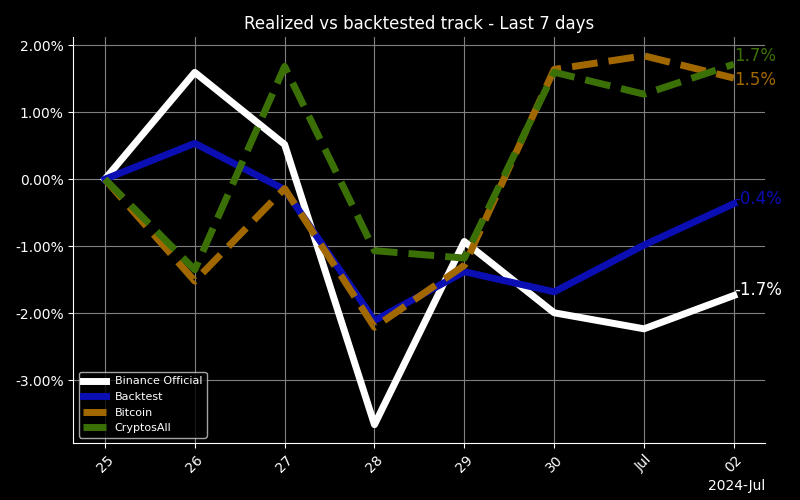 Realized vs backtested track - Last 7 days
2.00%
1.00%
0.00%
-1.00%
-2.00%
-3.00%
1.7%
1.5%
-0.4%
-1.7%
Binance Official
Backtest
Bitcoin
CryptosAll
25
26
27
28
29
30
Jul
02
2024-Jul